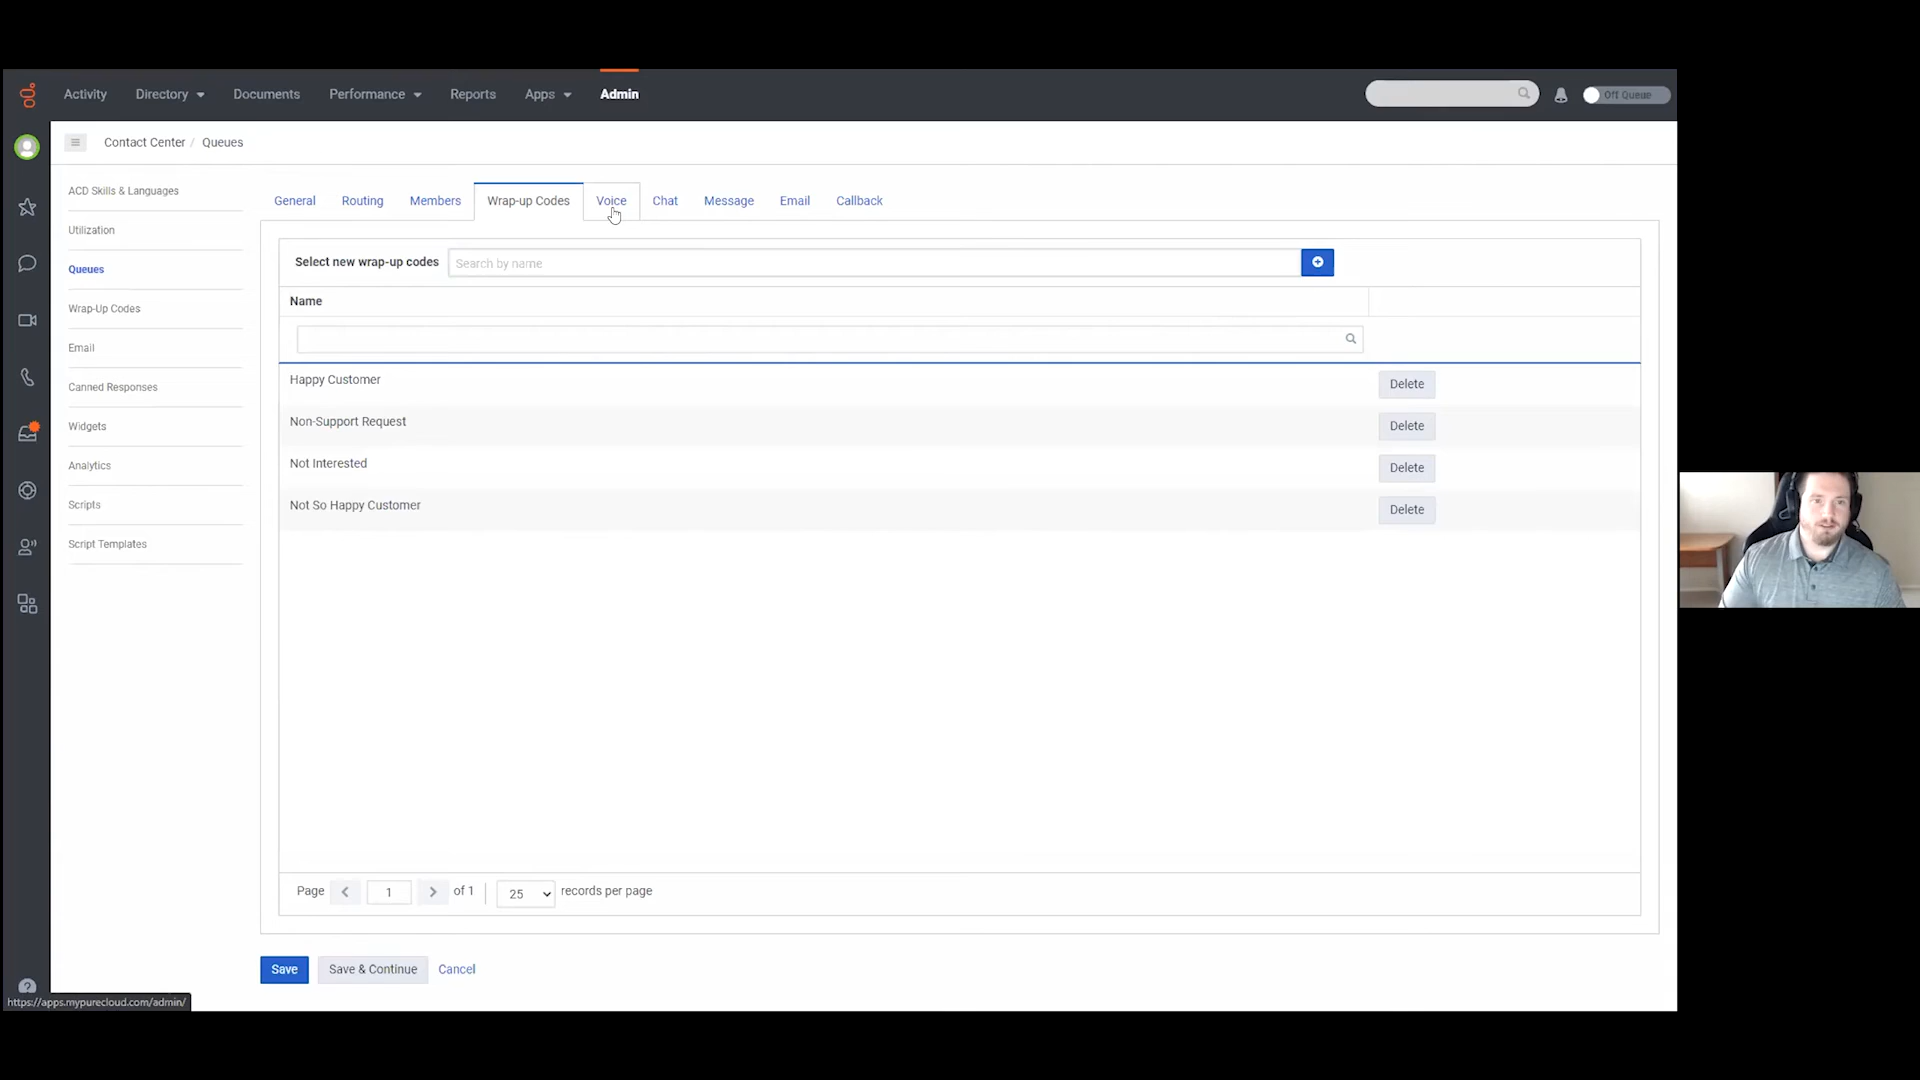 Activity Directory Documents Performance Reports Apps Admin
Off Queue
Contact Center / Queues
ACD Skills & Languages
Utilization
Queues
Wrap-Up Codes
Email
Canned Responses
Widgets
Analytics
Scripts
Script Templates
General Routing Members Wrap-up Codes Voice Chat Message Email Callback
Select new wrap-up codes Search by name
Name
Happy Customer Delete
Non-Support Request Delete
Not Interested Delete
Not So Happy Customer Delete
Page 1 of 1 25 records per page
Save Save & Continue Cancel
https://apps.mypurecloud.com/admin/